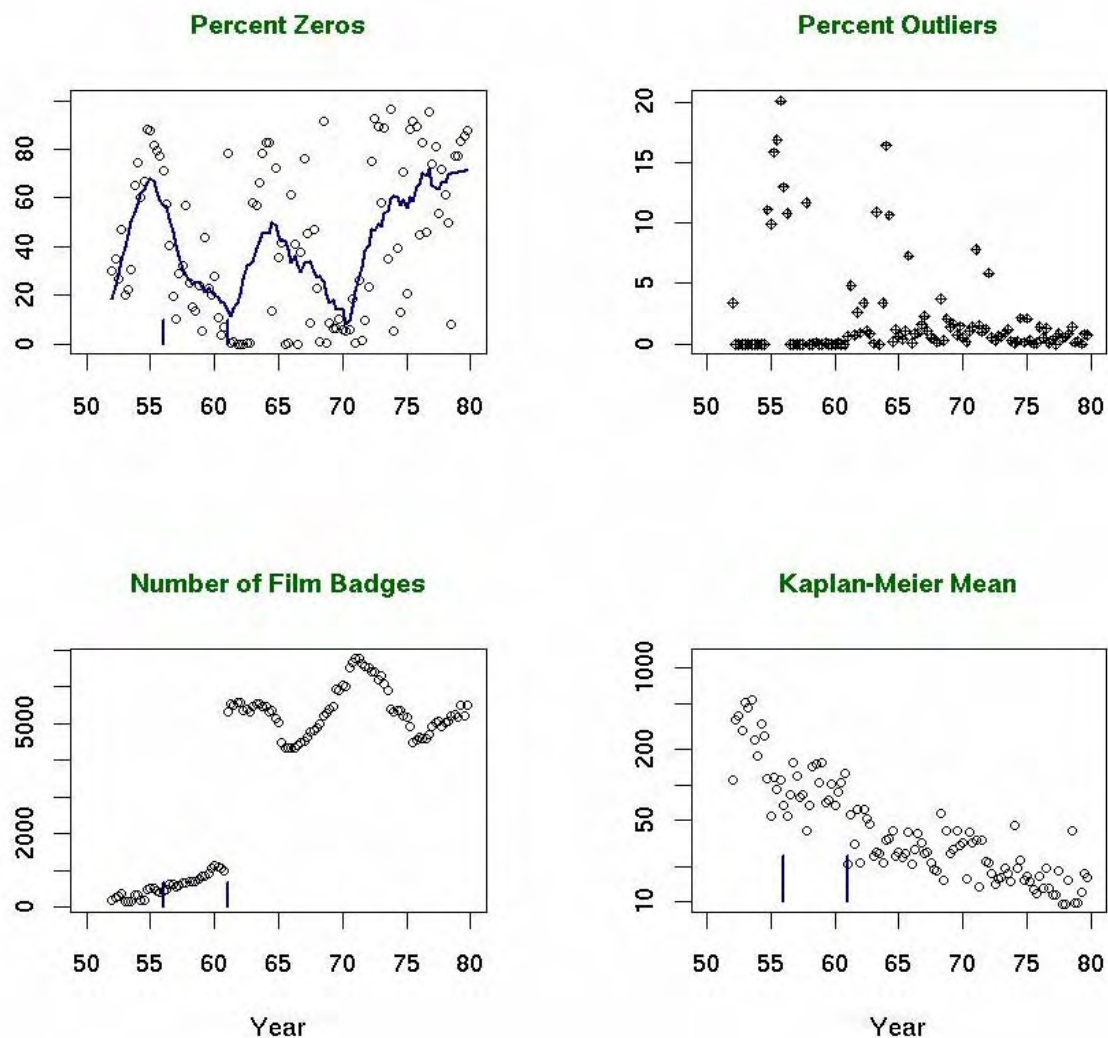 Percent Zeros
80
60
40
20
0
50 55 60 65 70 75 80
Percent Outliers
20
15
10
5
0
50 55 60 65 70 75 80
Number of Film Badges
5000
2000
0
50 55 60 65 70 75 80
Year
Kaplan-Meier Mean
1000
200
50
10
50 55 60 65 70 75 80
Year